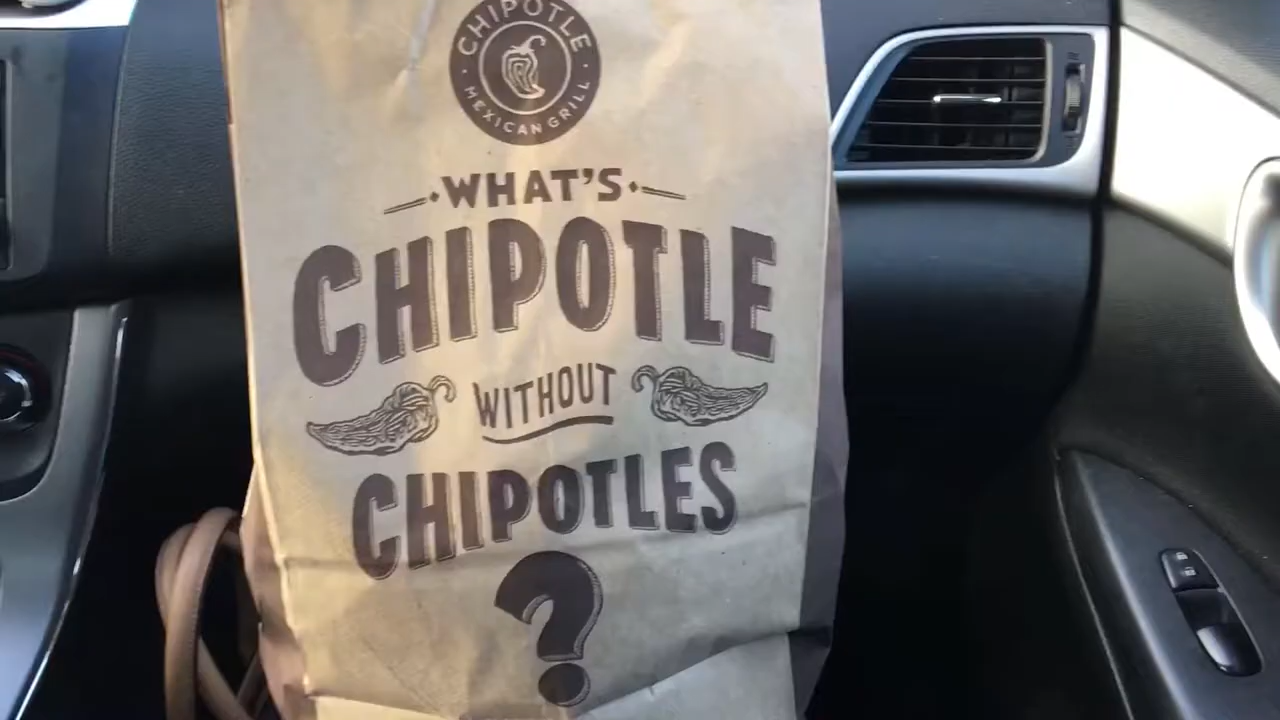 CHIPOTLE
MEXICAN GRILL
WHAT'S
CHIPOTLE
WITHOUT
CHIPOTLES
?